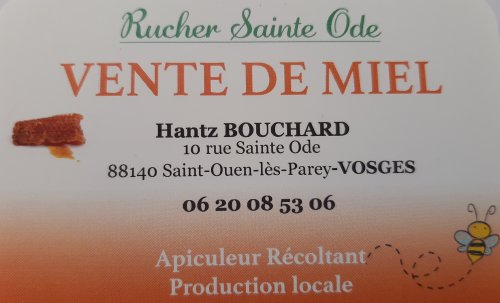 Rucher Sainte Ode
VENTE DE MIEL
Hantz BOUCHARD
10 rue Sainte Ode
88140 Saint-Ouen-lès-Parey-VOSGES
06 20 08 53 06
Apiculeur Récoltant
Production locale